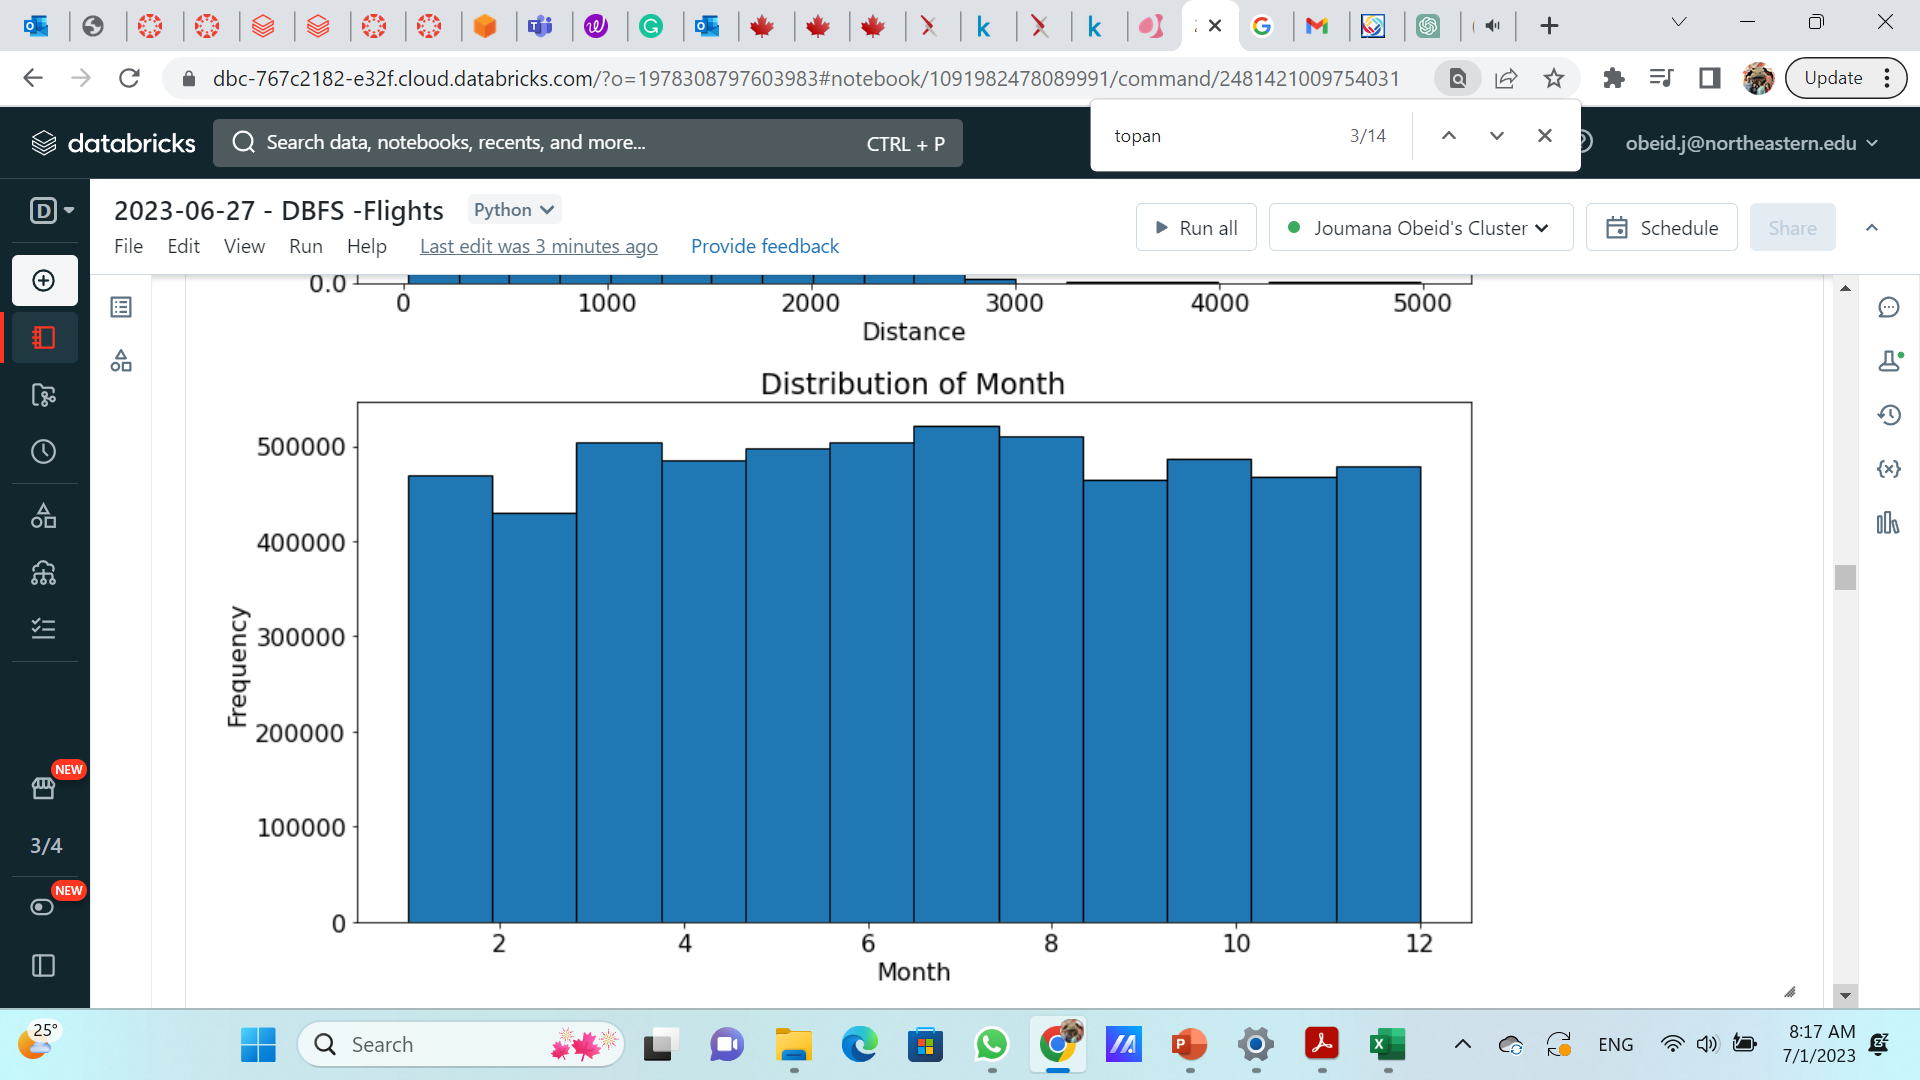 dbc-767c2182-e32f.cloud.databricks.com/?o=1978308797603983#notebook/1091982478089991/command/2481421009754031
Update
topan
3/14
databricks
Search data, notebooks, recents, and more...
CTRL + P
obeid.j@northeastern.edu
2023-06-27 - DBFS -Flights
Python
File Edit View Run Help
Last edit was 3 minutes ago
Provide feedback
Run all
Joumana Obeid's Cluster
Schedule
Share
0.0
0 1000 2000 3000 4000 5000
Distance
Distribution of Month
500000
400000
300000
200000
100000
0
Frequency
2 4 6 8 10 12
Month
NEW
3/4
NEW
25°
Search
ENG
8:17 AM
7/1/2023